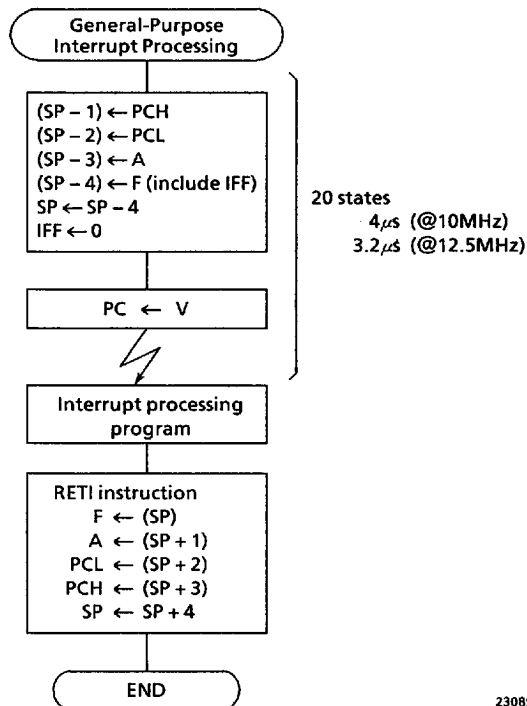 General-Purpose
Interrupt Processing
(SP – 1) ← PCH
(SP – 2) ← PCL
(SP – 3) ← A
(SP – 4) ← F (include IFF)
SP ← SP – 4
IFF ← 0
20 states
4μs (@10MHz)
3.2μs (@12.5MHz)
PC ← V
Interrupt processing
program
RETI instruction
F ← (SP)
A ← (SP + 1)
PCL ← (SP + 2)
PCH ← (SP + 3)
SP ← SP + 4
END